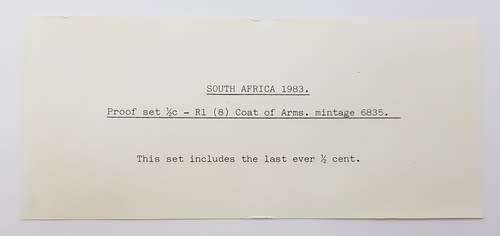 SOUTH AFRICA 1983.
Proof set ½c - R1 (8) Coat of Arms. mintage 6835.
This set includes the last ever ½ cent.